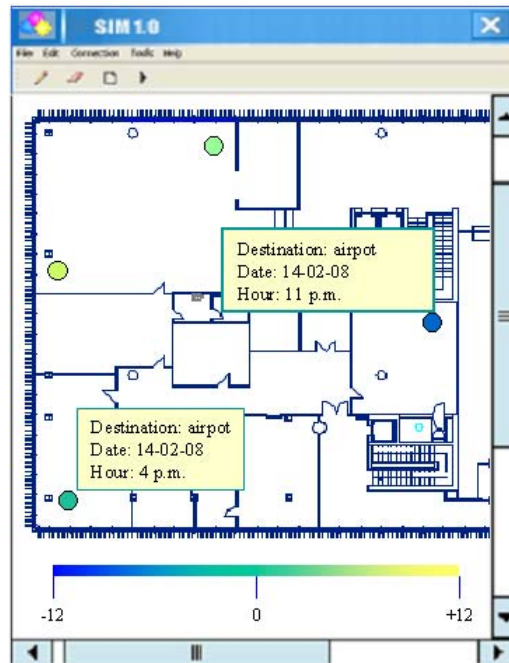 SIM 1.0
File Edit Connection Tools Help
Destination: airpot
Date: 14-02-08
Hour: 11 p.m.
Destination: airpot
Date: 14-02-08
Hour: 4 p.m.
-12 0 +12